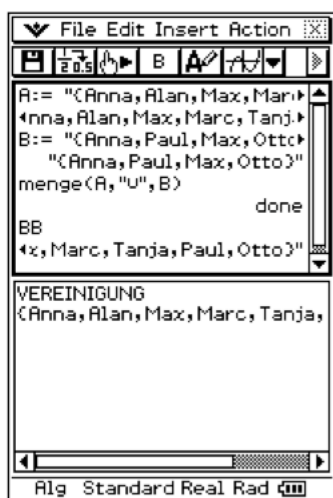 File Edit Insert Action
B
A:= "{Anna,Alan,Max,Marc
nna,Alan,Max,Marc,Tanj
B:= "{Anna,Paul,Max,Otto
"{Anna,Paul,Max,Otto}"
menge(A,"∪",B)
done
BB
x,Marc,Tanja,Paul,Otto}"
VEREINIGUNG
{Anna,Alan,Max,Marc,Tanja,
Alg Standard Real Rad